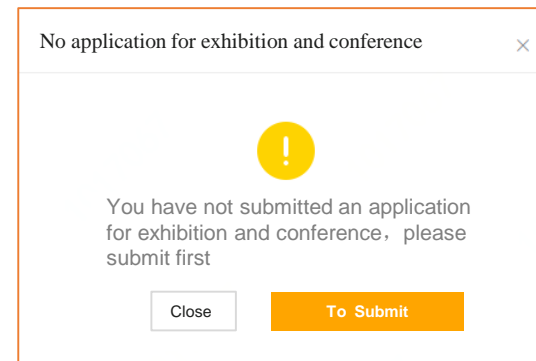 No application for exhibition and conference
You have not submitted an application
for exhibition and conference，please
submit first
Close
To Submit